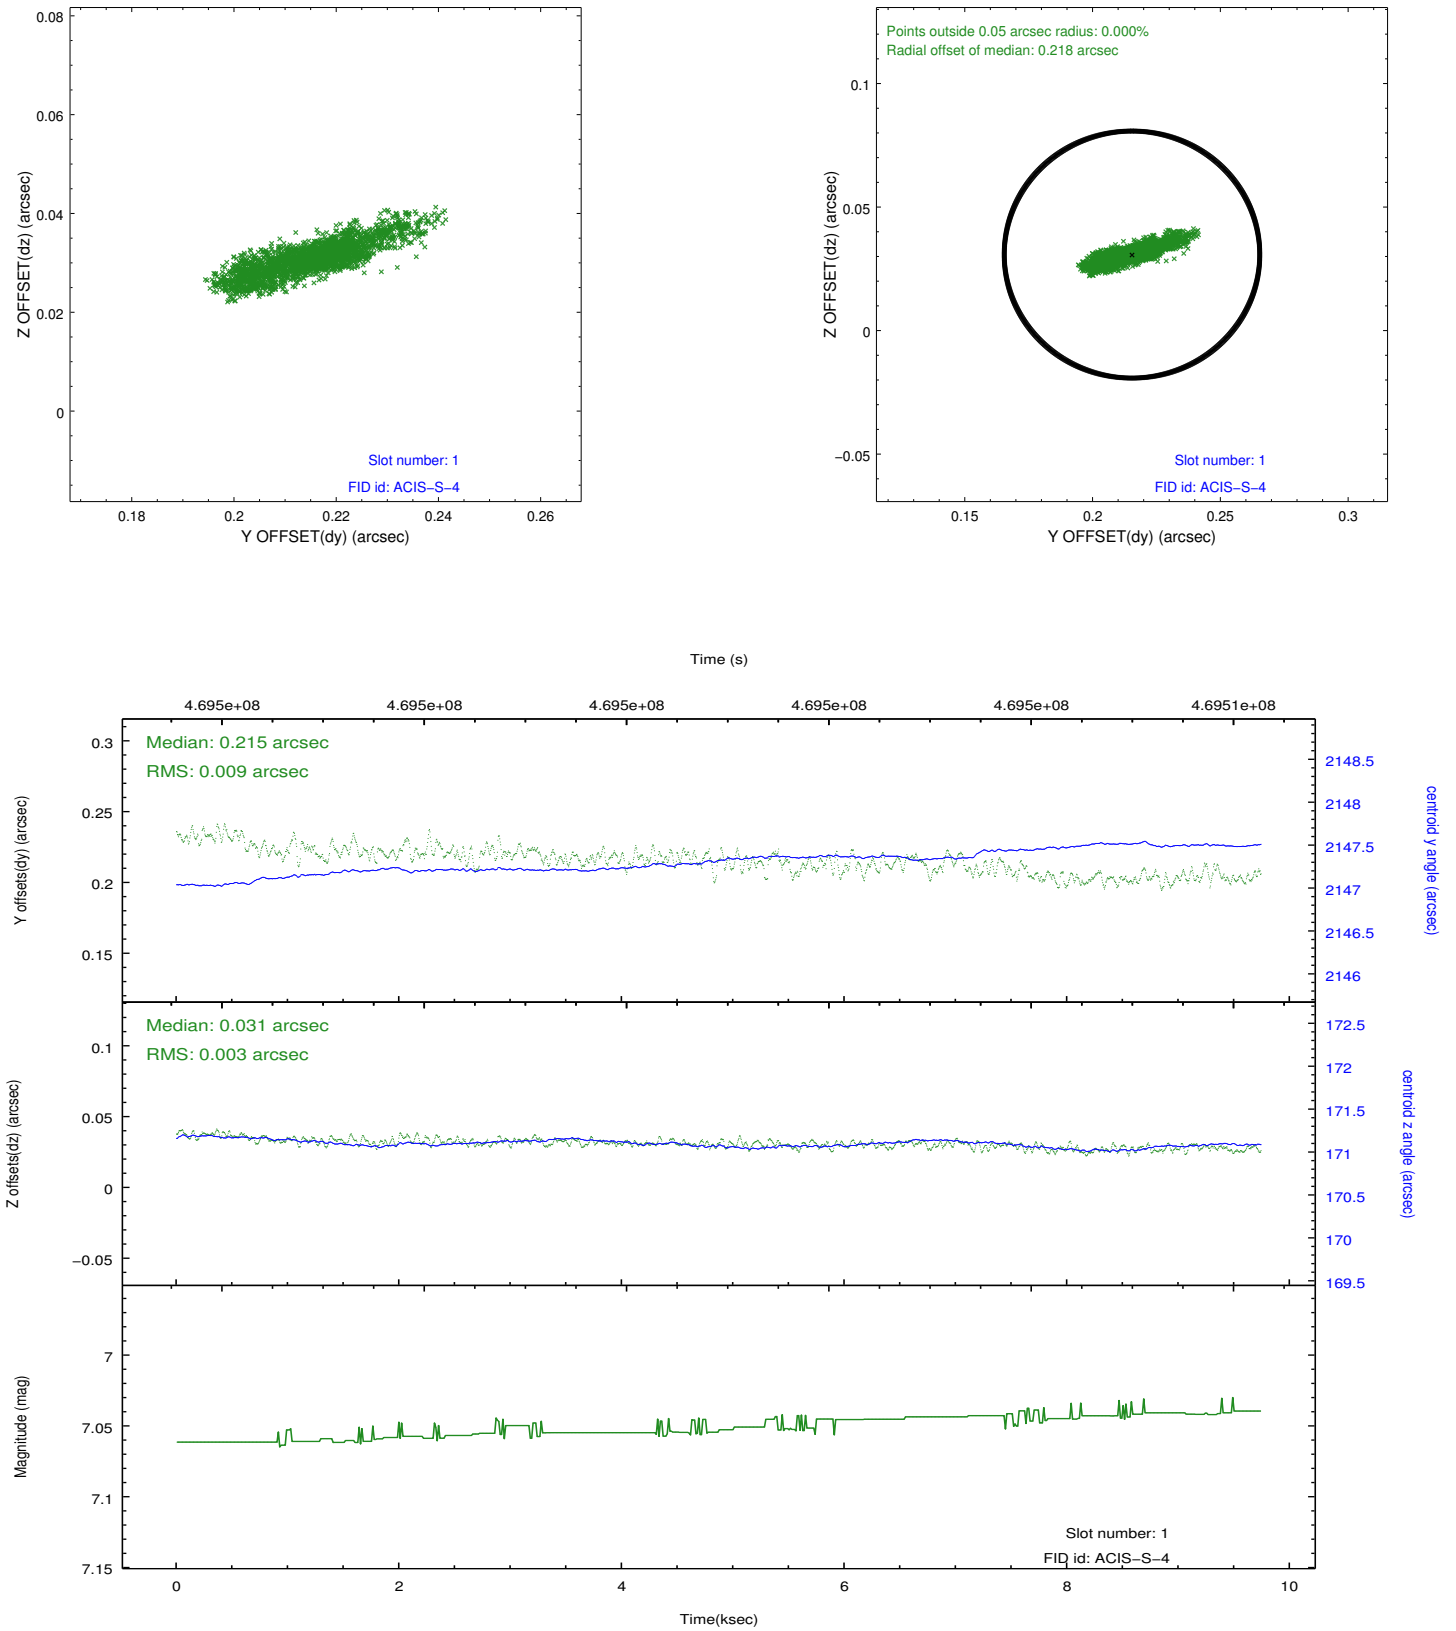 0.08
0.06
0.04
0.02
0
Z OFFSET(dz) (arcsec)
Slot number: 1
FID id: ACIS−S−4
0.18 0.2 0.22 0.24 0.26
Y OFFSET(dy) (arcsec)
Points outside 0.05 arcsec radius: 0.000%
Radial offset of median: 0.218 arcsec
0.1
0.05
0
−0.05
Z OFFSET(dz) (arcsec)
Slot number: 1
FID id: ACIS−S−4
0.15 0.2 0.25 0.3
Y OFFSET(dy) (arcsec)
Time (s)
4.695e+08 4.695e+08 4.695e+08 4.695e+08 4.695e+08 4.6951e+08
Median: 0.215 arcsec
RMS: 0.009 arcsec
0.3
0.25
0.2
0.15
Y offsets(dy) (arcsec)
2148.5
2148
2147.5
2147
2146.5
2146
centroid y angle (arcsec)
Median: 0.031 arcsec
RMS: 0.003 arcsec
0.1
0.05
0
−0.05
Z offsets(dz) (arcsec)
172.5
172
171.5
171
170.5
170
169.5
centroid z angle (arcsec)
7
7.05
7.1
7.15
Magnitude (mag)
Slot number: 1
FID id: ACIS−S−4
0 2 4 6 8 10
Time(ksec)